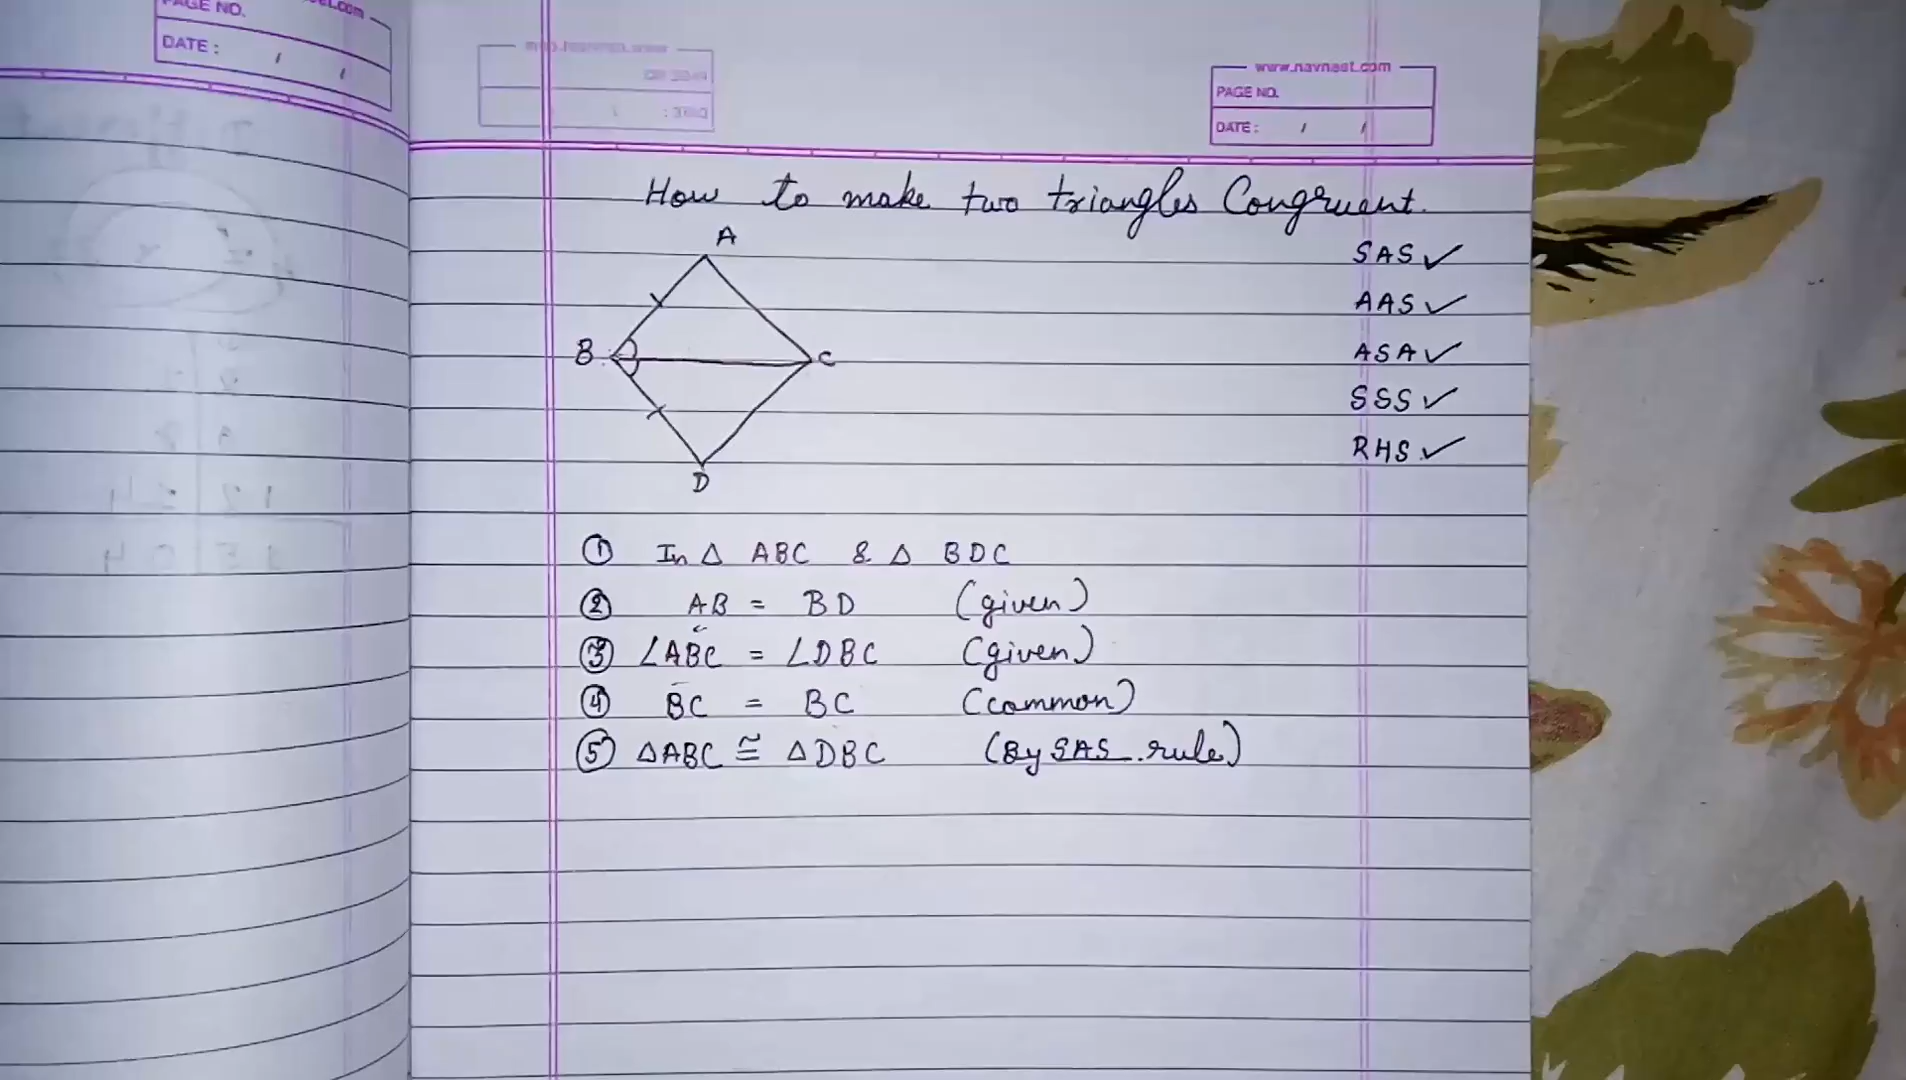 PAGE NO.
DATE : / /
www.navneet.com
PAGE NO.
DATE : / /
How to make two triangles Congruent.
A
B
C
D
SAS ✓
AAS ✓
ASA ✓
SSS ✓
RHS ✓
① In △ ABC & △ BDC
② AB = BD (given)
③ ∠ABC = ∠DBC (given)
④ BC = BC (common)
⑤ △ABC ≅ △DBC (By SAS rule)